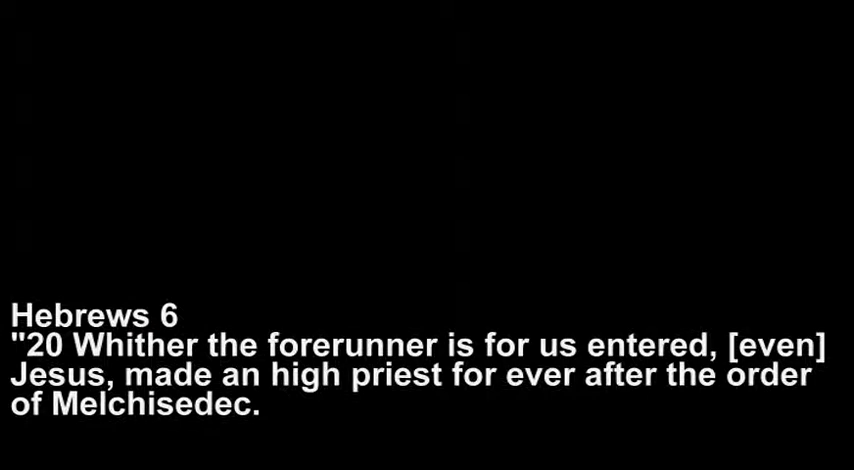 Hebrews 6
"20 Whither the forerunner is for us entered, [even]
Jesus, made an high priest for ever after the order
of Melchisedec.